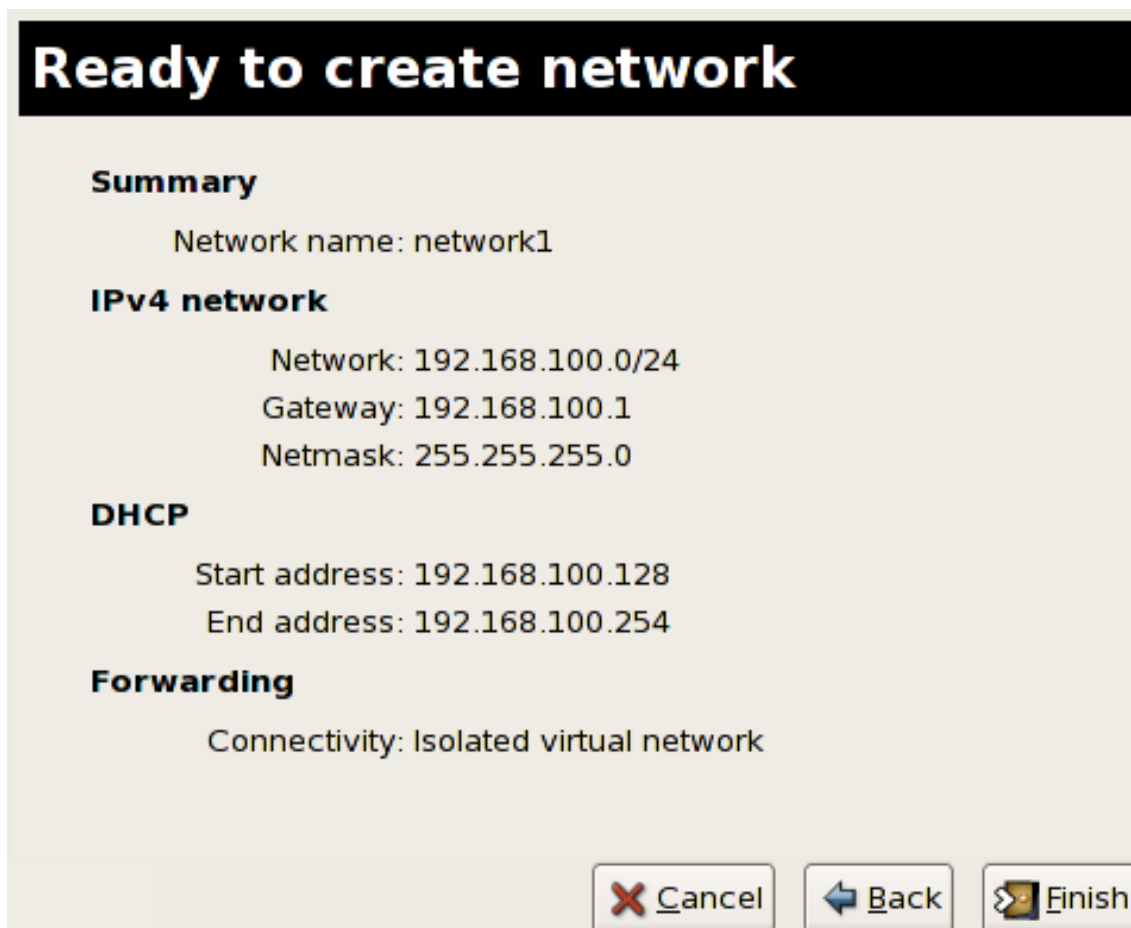 Ready to create network
Summary
Network name: network1
IPv4 network
Network: 192.168.100.0/24
Gateway: 192.168.100.1
Netmask: 255.255.255.0
DHCP
Start address: 192.168.100.128
End address: 192.168.100.254
Forwarding
Connectivity: Isolated virtual network
Cancel Back Finish